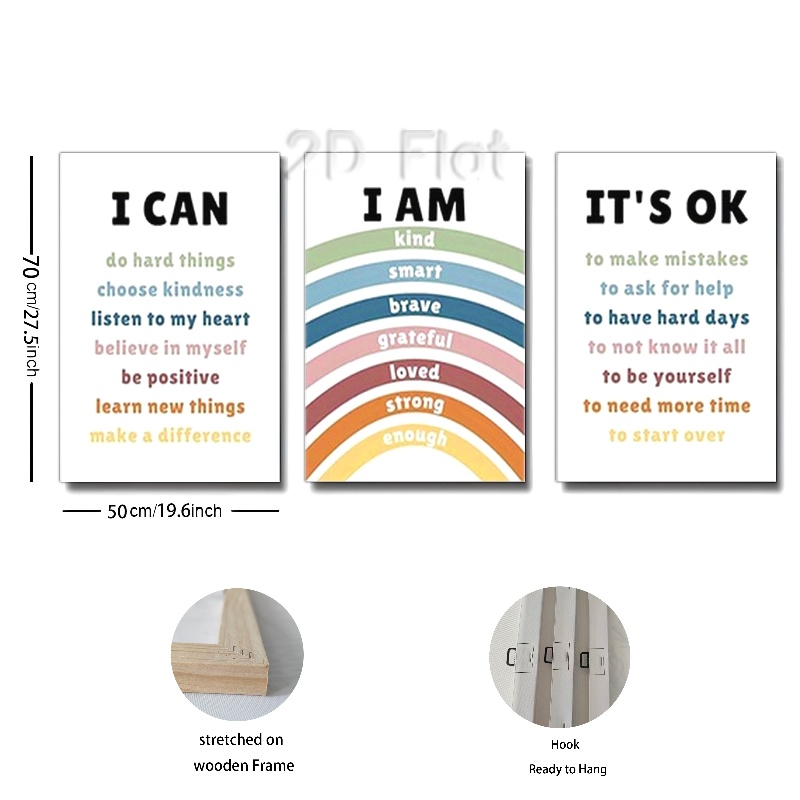 2D Flat
70 cm/27.5inch
I CAN
do hard things
choose kindness
listen to my heart
believe in myself
be positive
learn new things
make a difference
I AM
kind
smart
brave
grateful
loved
strong
enough
IT'S OK
to make mistakes
to ask for help
to have hard days
to not know it all
to be yourself
to need more time
to start over
50 cm/19.6inch
stretched on
wooden Frame
Hook
Ready to Hang